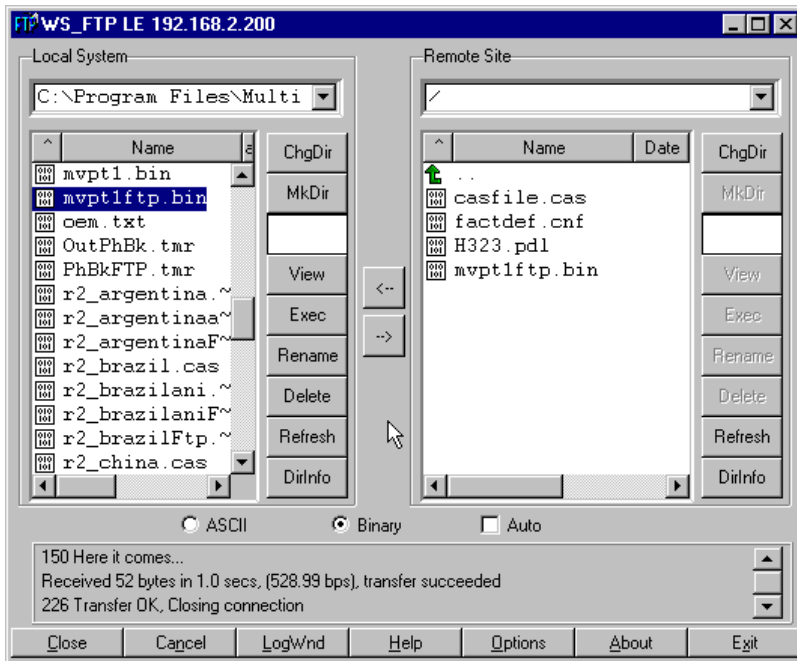 WS_FTP LE 192.168.2.200
Local System
C:\Program Files\Multi
^ Name
mvpt1.bin
mvpt1ftp.bin
oem.txt
OutPhBk.tmr
PhBkFTP.tmr
r2_argentina.~
r2_argentinaa~
r2_argentinaF~
r2_brazil.cas
r2_brazilani.~
r2_brazilaniF~
r2_brazilFtp.~
r2_china.cas
ChgDir
MkDir
View
Exec
Rename
Delete
Refresh
DirInfo
<--
-->
Remote Site
/
^ Name Date
..
casfile.cas
factdef.cnf
H323.pdl
mvpt1ftp.bin
ChgDir
MkDir
View
Exec
Rename
Delete
Refresh
DirInfo
ASCII Binary Auto
150 Here it comes...
Received 52 bytes in 1.0 secs, (528.99 bps), transfer succeeded
226 Transfer OK, Closing connection
Close Cancel LogWnd Help Options About Exit